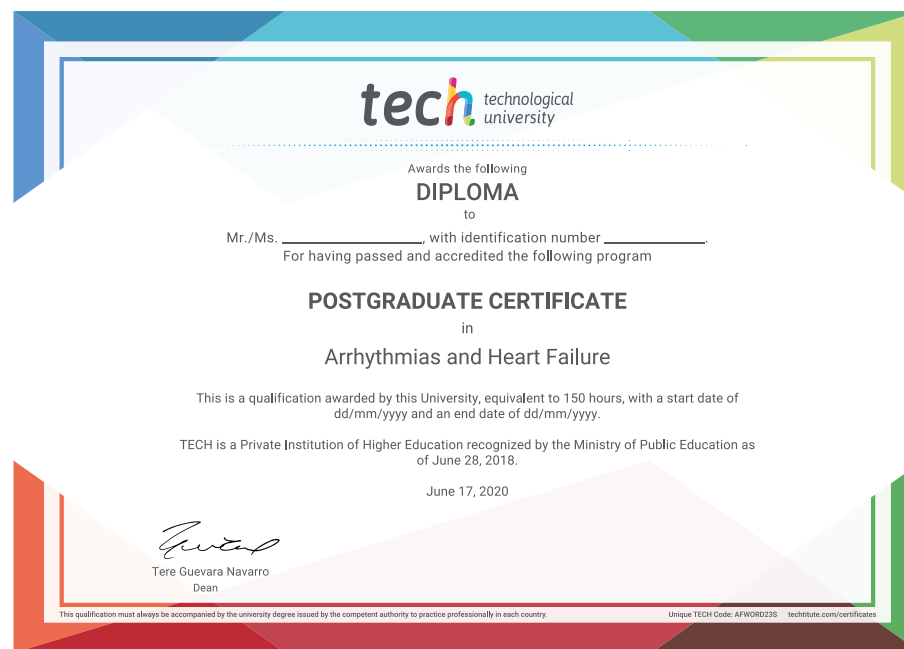 tech technological
university
Awards the following
DIPLOMA
to
Mr./Ms. ____________________, with identification number ______________.
For having passed and accredited the following program
POSTGRADUATE CERTIFICATE
in
Arrhythmias and Heart Failure
This is a qualification awarded by this University, equivalent to 150 hours, with a start date of
dd/mm/yyyy and an end date of dd/mm/yyyy.
TECH is a Private Institution of Higher Education recognized by the Ministry of Public Education as
of June 28, 2018.
June 17, 2020
Tere Guevara Navarro
Dean
This qualification must always be accompanied by the university degree issued by the competent authority to practice professionally in each country. Unique TECH Code: AFWORD23S techtitute.com/certificates